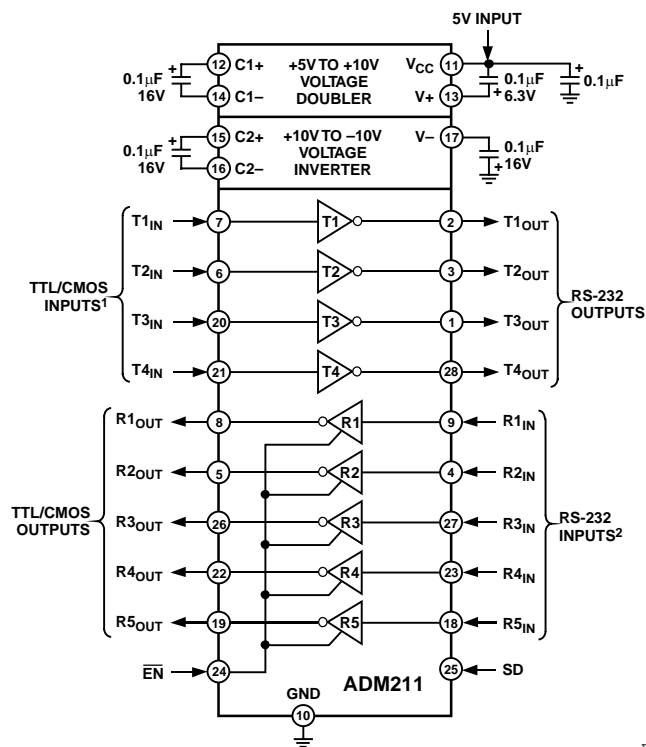 5V INPUT
0.1μF
16V
12
C1+
14
C1–
+5V TO +10V
VOLTAGE
DOUBLER
VCC
11
V+
13
0.1μF
6.3V
0.1μF
0.1μF
16V
15
C2+
16
C2–
+10V TO –10V
VOLTAGE
INVERTER
V–
17
0.1μF
16V
TTL/CMOS
INPUTS1
T1IN
7
T1
2
T1OUT
T2IN
6
T2
3
T2OUT
T3IN
20
T3
1
T3OUT
T4IN
21
T4
28
T4OUT
RS-232
OUTPUTS
TTL/CMOS
OUTPUTS
R1OUT
8
R1
9
R1IN
R2OUT
5
R2
4
R2IN
R3OUT
26
R3
27
R3IN
R4OUT
22
R4
23
R4IN
R5OUT
19
R5
18
R5IN
RS-232
INPUTS2
EN
24
ADM211
25
SD
GND
10